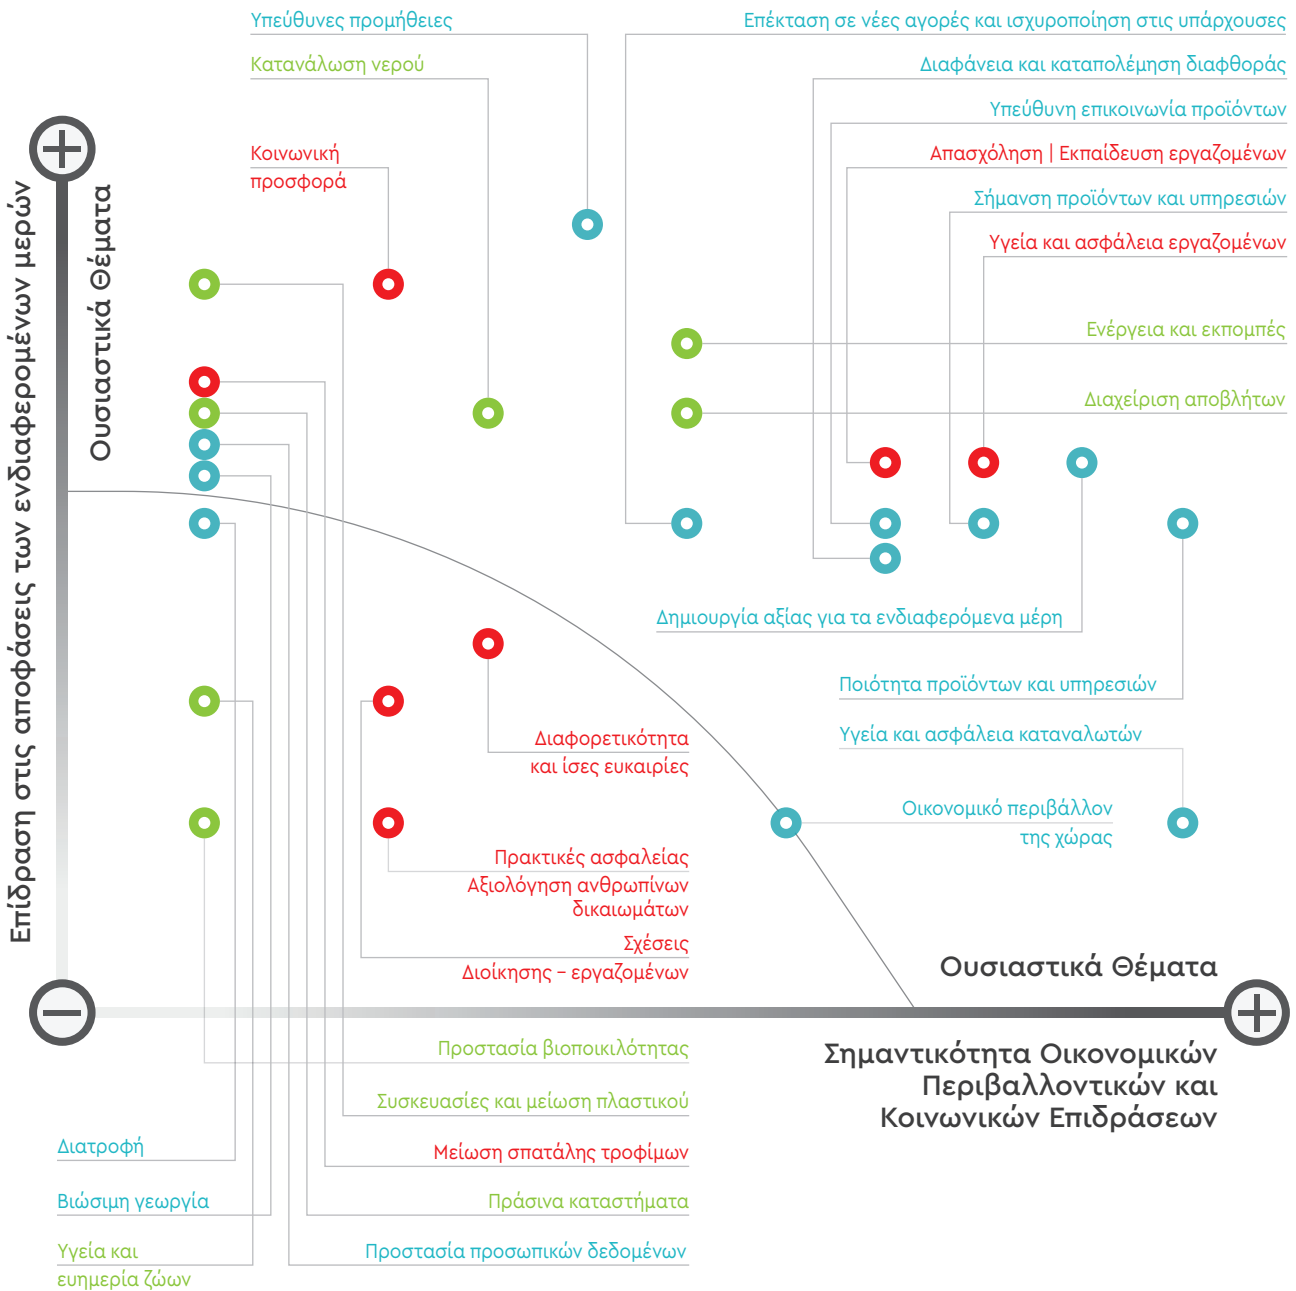 Υπεύθυνες προμήθειες
Επέκταση σε νέες αγορές και ισχυροποίηση στις υπάρχουσες
Κατανάλωση νερού
Διαφάνεια και καταπολέμηση διαφθοράς
Υπεύθυνη επικοινωνία προϊόντων
Κοινωνική
προσφορά
Απασχόληση | Εκπαίδευση εργαζομένων
Σήμανση προϊόντων και υπηρεσιών
Υγεία και ασφάλεια εργαζομένων
Ενέργεια και εκπομπές
Διαχείριση αποβλήτων
Επίδραση στις αποφάσεις των ενδιαφερομένων μερών
Ουσιαστικά Θέματα
Δημιουργία αξίας για τα ενδιαφερόμενα μέρη
Ποιότητα προϊόντων και υπηρεσιών
Υγεία και ασφάλεια καταναλωτών
Διαφορετικότητα
και ίσες ευκαιρίες
Οικονομικό περιβάλλον
της χώρας
Πρακτικές ασφαλείας
Αξιολόγηση ανθρωπίνων
δικαιωμάτων
Σχέσεις
Διοίκησης – εργαζομένων
Ουσιαστικά Θέματα
Σημαντικότητα Οικονομικών
Περιβαλλοντικών και
Κοινωνικών Επιδράσεων
Προστασία βιοποικιλότητας
Συσκευασίες και μείωση πλαστικού
Διατροφή
Μείωση σπατάλης τροφίμων
Βιώσιμη γεωργία
Πράσινα καταστήματα
Υγεία και
ευημερία ζώων
Προστασία προσωπικών δεδομένων